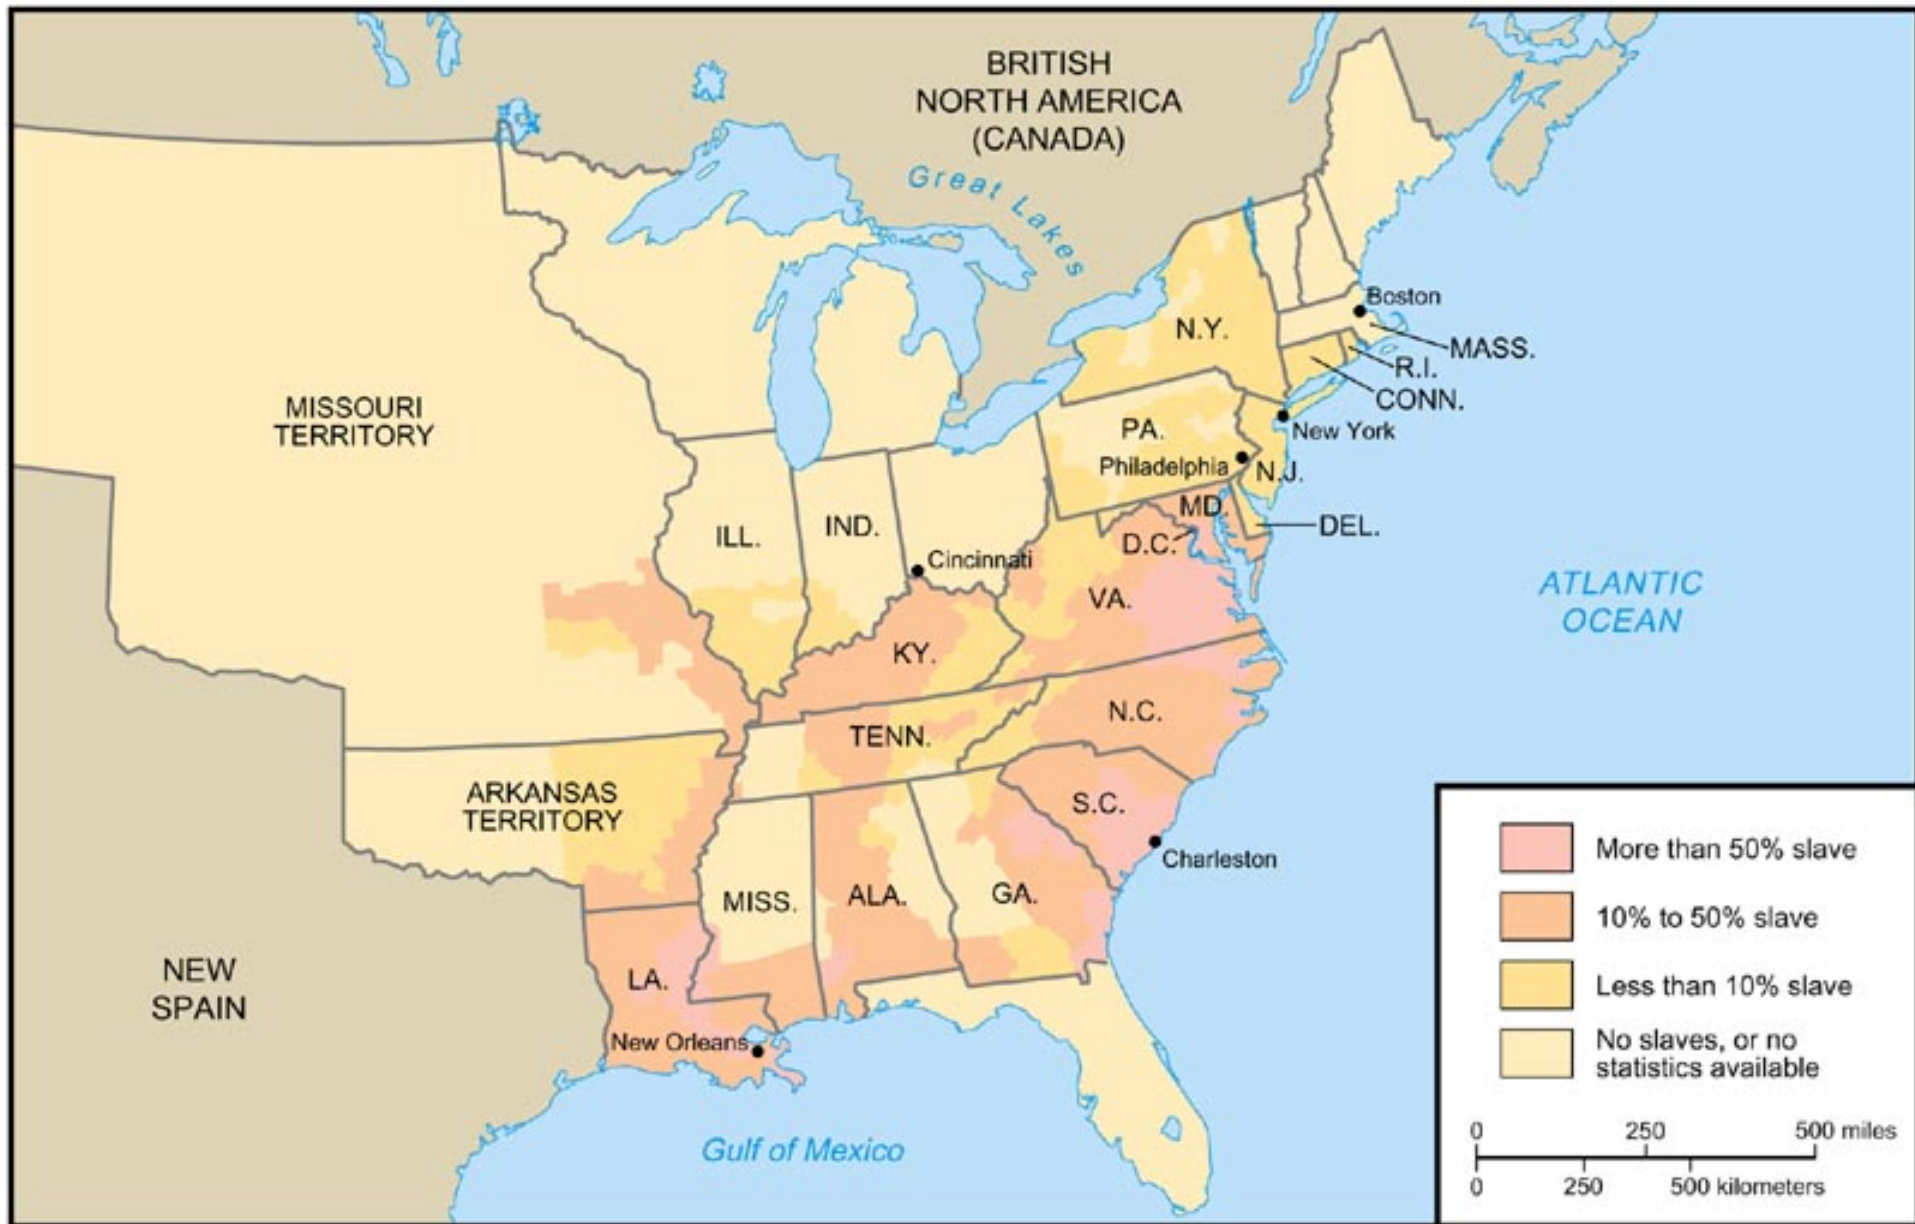 BRITISH
NORTH AMERICA
(CANADA)
Great Lakes
N.Y.
Boston
MASS.
R.I.
CONN.
MISSOURI
TERRITORY
PA.
New York
Philadelphia
N.J.
MD.
DEL.
ILL.
IND.
D.C.
Cincinnati
ATLANTIC
OCEAN
VA.
KY.
N.C.
TENN.
ARKANSAS
TERRITORY
S.C.
Charleston
MISS.
ALA.
GA.
NEW
SPAIN
LA.
New Orleans
Gulf of Mexico
More than 50% slave
10% to 50% slave
Less than 10% slave
No slaves, or no
statistics available
0 250 500 miles
0 250 500 kilometers